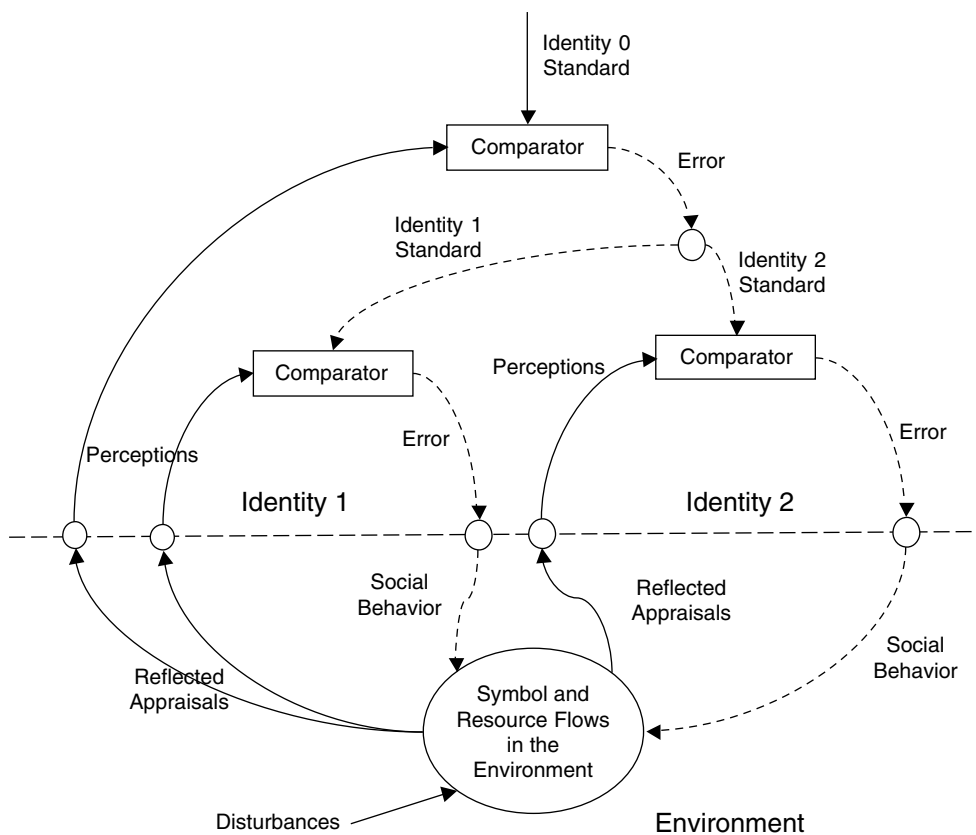 Identity 0
Standard
Comparator
Error
Identity 1
Standard
Identity 2
Standard
Comparator
Perceptions
Comparator
Error
Error
Perceptions
Identity 1
Identity 2
Social
Behavior
Reflected
Appraisals
Social
Behavior
Reflected
Appraisals
Symbol and
Resource Flows
in the
Environment
Disturbances
Environment